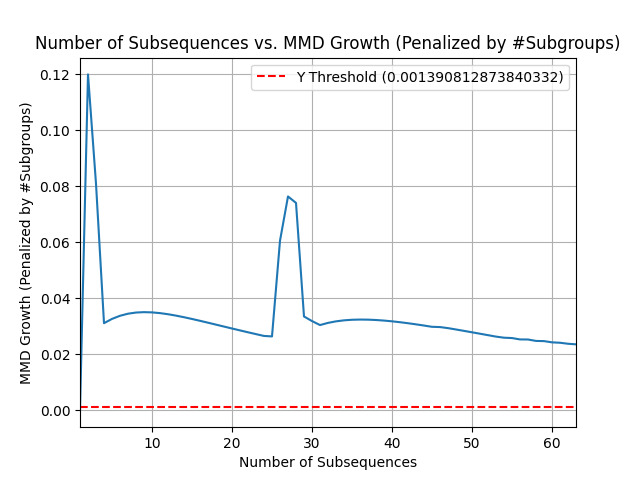 Number of Subsequences vs. MMD Growth (Penalized by #Subgroups)
Y Threshold (0.001390812873840332)
MMD Growth (Penalized by #Subgroups)
0.12
0.10
0.08
0.06
0.04
0.02
0.00
10 20 30 40 50 60
Number of Subsequences